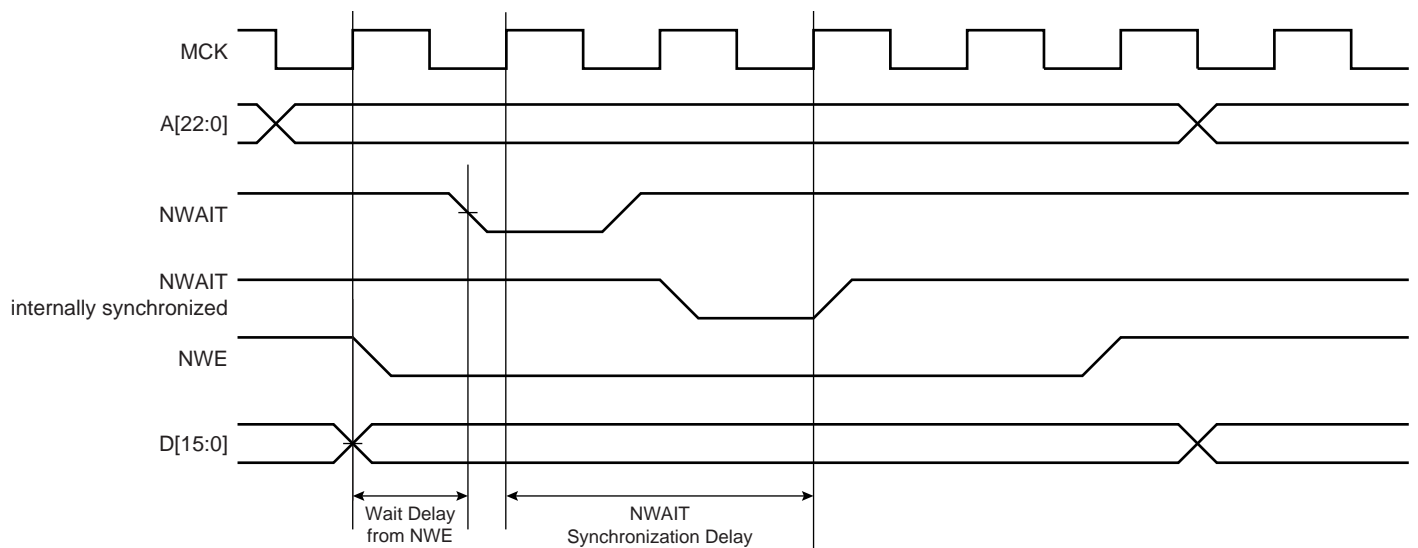 MCK
A[22:0]
NWAIT
NWAIT
internally synchronized
NWE
D[15:0]
Wait Delay
from NWE
NWAIT
Synchronization Delay